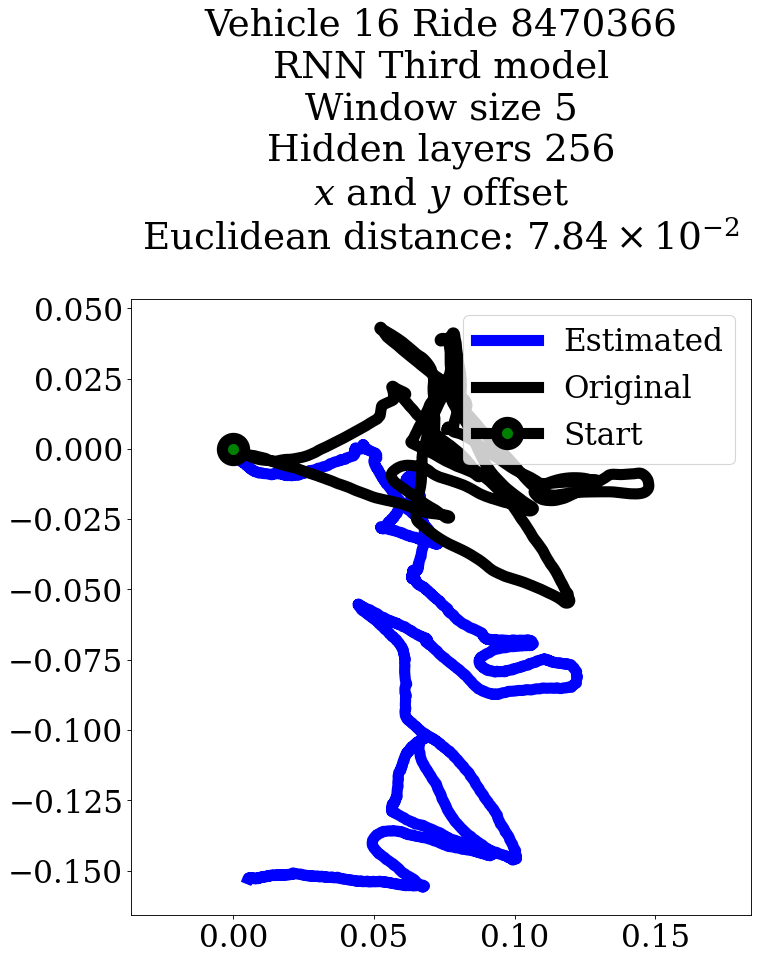 Vehicle 16 Ride 8470366
RNN Third model
Window size 5
Hidden layers 256
x and y offset
Euclidean distance: 7.84 × 10⁻²
0.050
0.025
0.000
−0.025
−0.050
−0.075
−0.100
−0.125
−0.150
Estimated
Original
Start
0.00 0.05 0.10 0.15